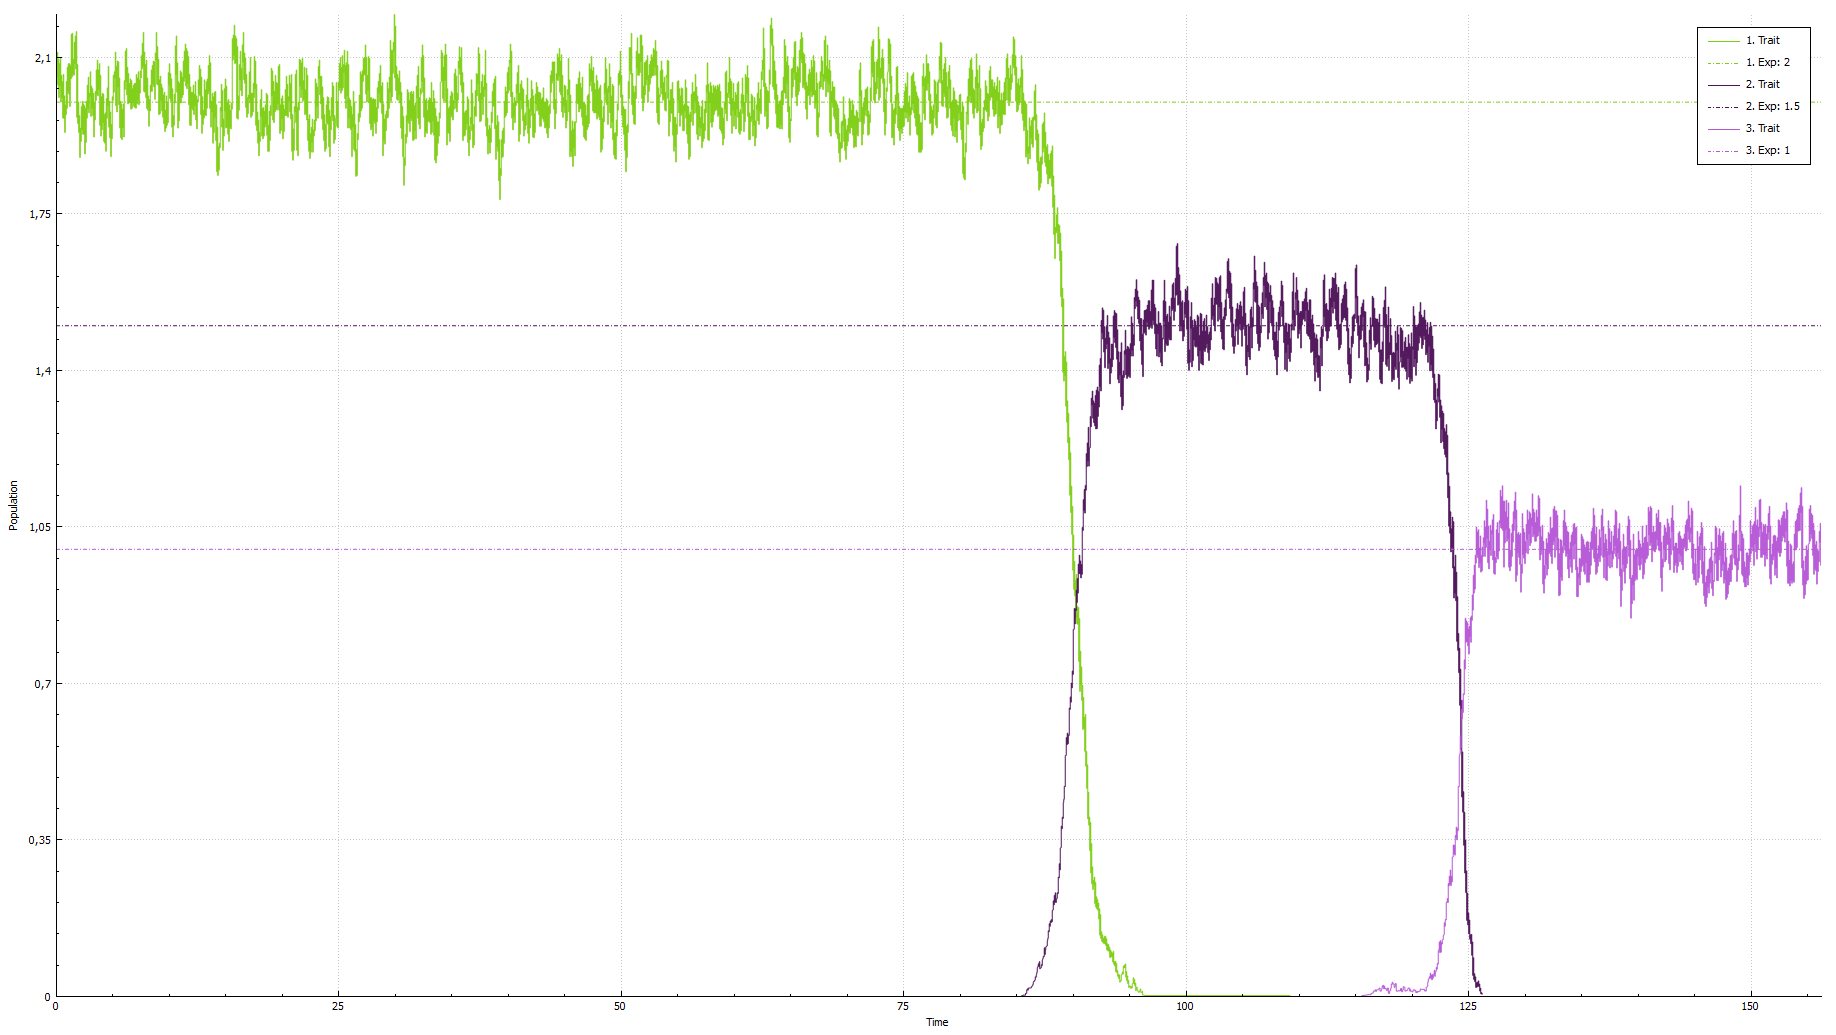 2,1
1,75
1,4
1,05
0,7
0,35
0
Population
0 25 50 75 100 125 150
Time
1. Trait
1. Exp: 2
2. Trait
2. Exp: 1.5
3. Trait
3. Exp: 1